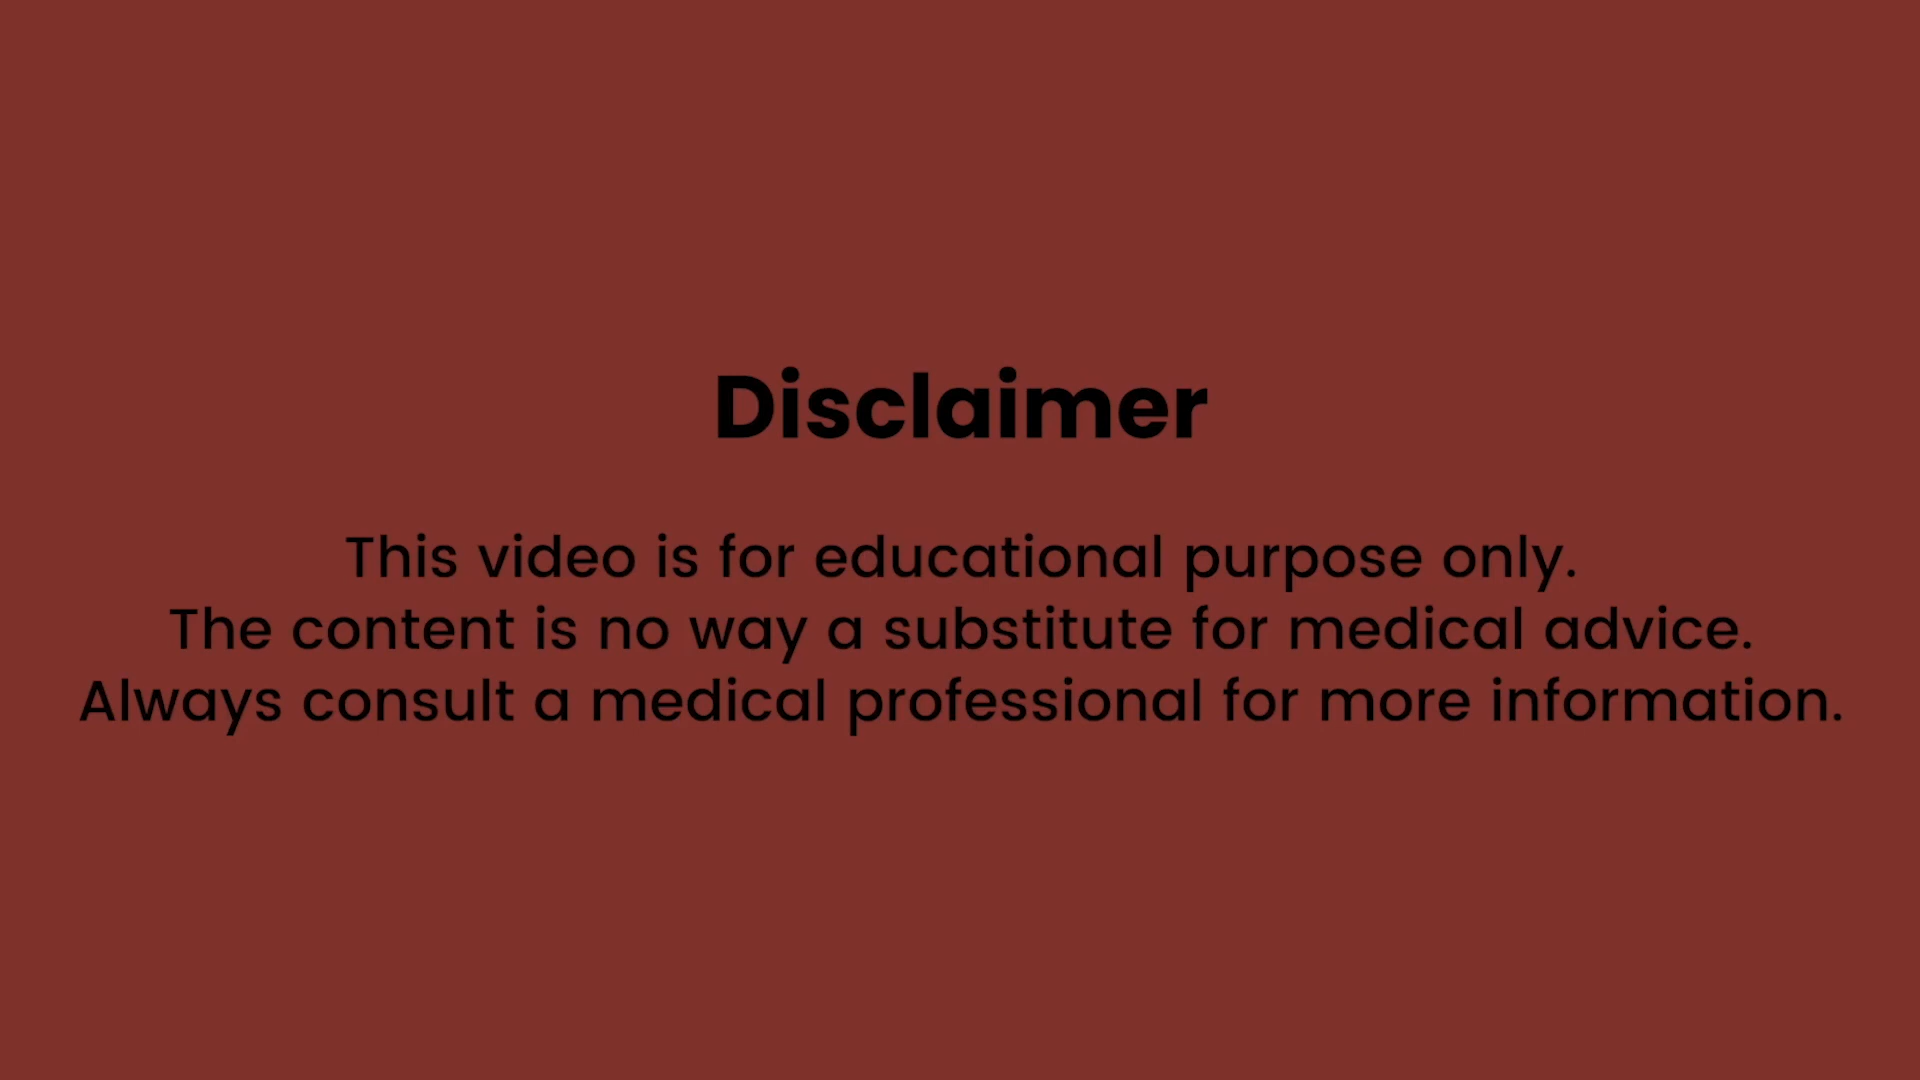 Disclaimer
This video is for educational purpose only.
The content is no way a substitute for medical advice.
Always consult a medical professional for more information.